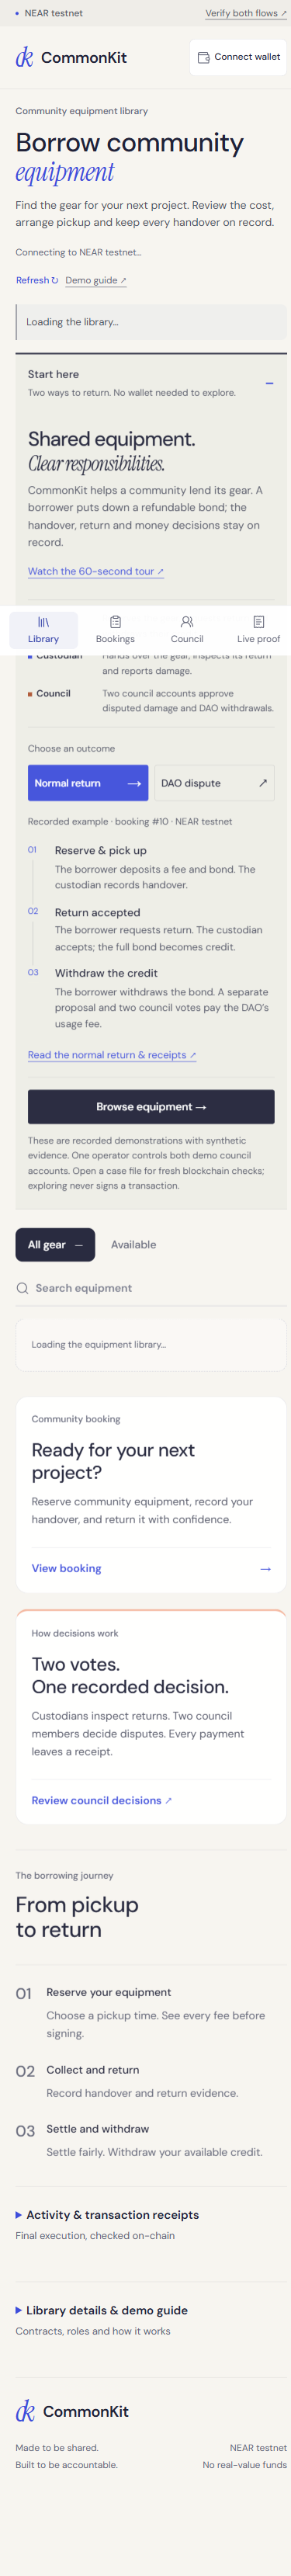 NEAR testnet
Verify both flows ↗
CommonKit
Connect wallet
Community equipment library
Borrow community
equipment
Find the gear for your next project. Review the cost,
arrange pickup and keep every handover on record.
Connecting to NEAR testnet…
Refresh ↻ Demo guide ↗
Loading the library…
Start here
Two ways to return. No wallet needed to explore.
Shared equipment.
Clear responsibilities.
CommonKit helps a community lend its gear. A
borrower puts down a refundable bond; the
handover, return and money decisions stay on
record.
Watch the 60-second tour ↗
Library
Bookings
Council
Live proof
Custodian
Hands over the gear, inspects its return
and reports damage.
Council
Two council accounts approve
disputed damage and DAO withdrawals.
Choose an outcome
Normal return →
DAO dispute ↗
Recorded example · booking #10 · NEAR testnet
01 Reserve & pick up
The borrower deposits a fee and bond. The
custodian records handover.
02 Return accepted
The borrower requests return. The custodian
accepts; the full bond becomes credit.
03 Withdraw the credit
The borrower withdraws the bond. A separate
proposal and two council votes pay the DAO's
usage fee.
Read the normal return & receipts ↗
Browse equipment →
These are recorded demonstrations with synthetic
evidence. One operator controls both demo council
accounts. Open a case file for fresh blockchain checks;
exploring never signs a transaction.
All gear —
Available
Search equipment
Loading the equipment library…
Community booking
Ready for your next
project?
Reserve community equipment, record your
handover, and return it with confidence.
View booking →
How decisions work
Two votes.
One recorded decision.
Custodians inspect returns. Two council
members decide disputes. Every payment
leaves a receipt.
Review council decisions ↗
The borrowing journey
From pickup
to return
01 Reserve your equipment
Choose a pickup time. See every fee before
signing.
02 Collect and return
Record handover and return evidence.
03 Settle and withdraw
Settle fairly. Withdraw your available credit.
Activity & transaction receipts
Final execution, checked on-chain
Library details & demo guide
Contracts, roles and how it works
CommonKit
Made to be shared.
NEAR testnet
Built to be accountable.
No real-value funds